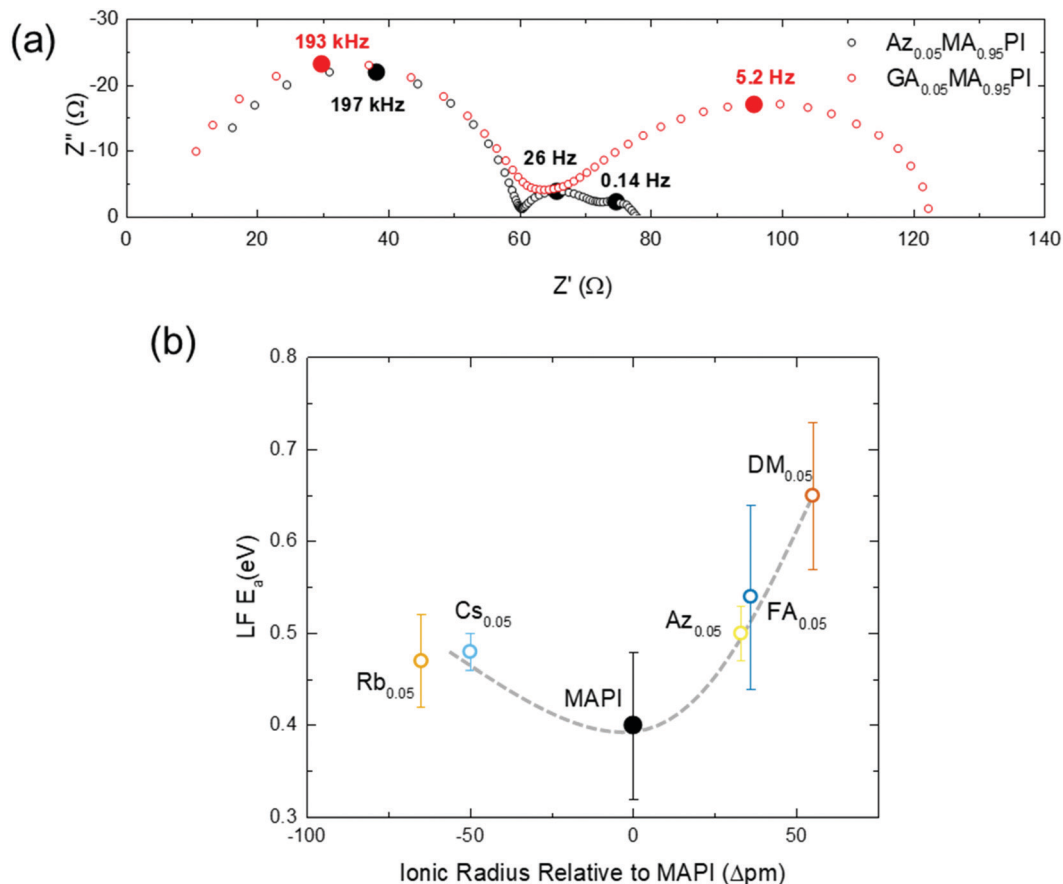 (a)
-30
-20
-10
0
Z" (Ω)
193 kHz
197 kHz
26 Hz
0.14 Hz
5.2 Hz
Az0.05MA0.95PI
GA0.05MA0.95PI
0 20 40 60 80 100 120 140
Z' (Ω)
(b)
0.8
0.7
0.6
0.5
0.4
0.3
LF Ea(eV)
DM0.05
Cs0.05
Az0.05
FA0.05
Rb0.05
MAPI
-100 -50 0 50
Ionic Radius Relative to MAPI (Δpm)